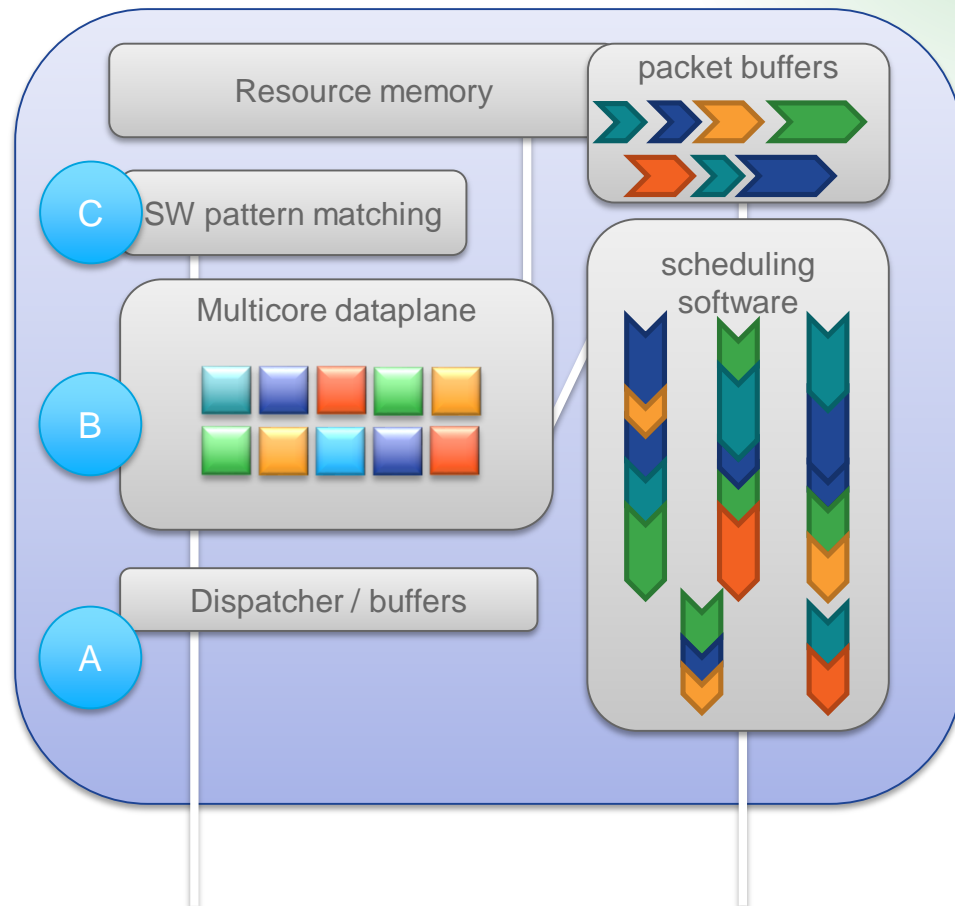 Resource memory
packet buffers
C
SW pattern matching
scheduling
software
Multicore dataplane
B
Dispatcher / buffers
A